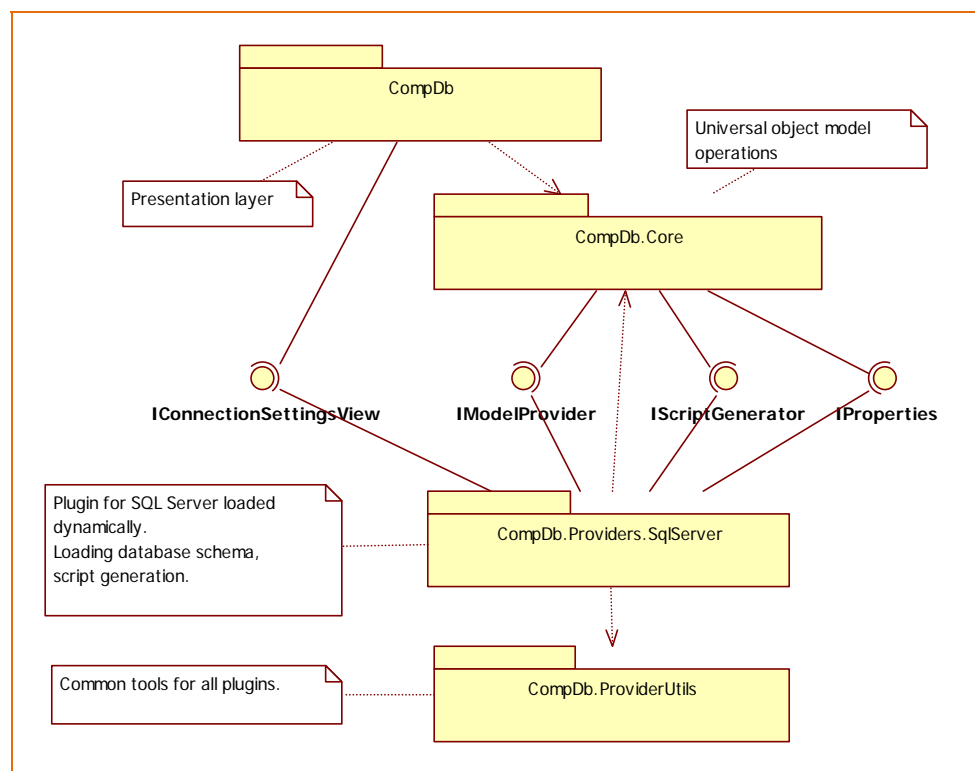 CompDb
Universal object model
operations
Presentation layer
CompDb.Core
IConnectionSettingsView
IModelProvider
IScriptGenerator
IProperties
Plugin for SQL Server loaded
dynamically.
Loading database schema,
script generation.
CompDb.Providers.SqlServer
Common tools for all plugins.
CompDb.ProviderUtils